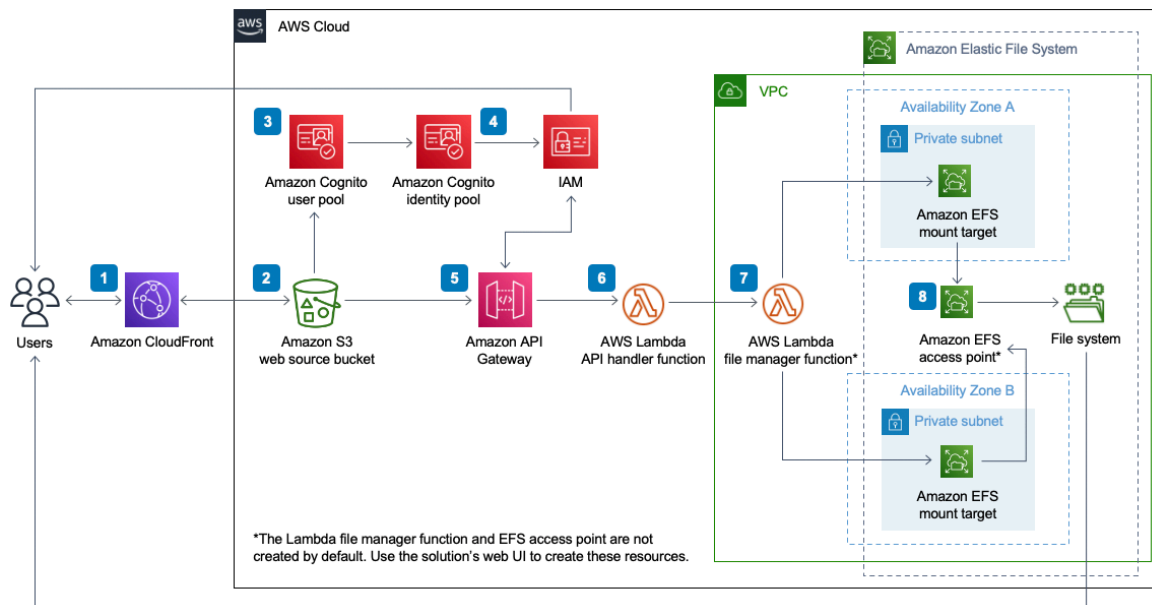 aws
AWS Cloud
Amazon Elastic File System
VPC
Availability Zone A
Private subnet
3
4
Amazon Cognito
user pool
Amazon Cognito
identity pool
IAM
Amazon EFS
mount target
1
2
5
6
7
8
Users
Amazon CloudFront
Amazon S3
web source bucket
Amazon API
Gateway
AWS Lambda
API handler function
AWS Lambda
file manager function*
Amazon EFS
access point*
File system
Availability Zone B
Private subnet
Amazon EFS
mount target
*The Lambda file manager function and EFS access point are not
created by default. Use the solution’s web UI to create these resources.